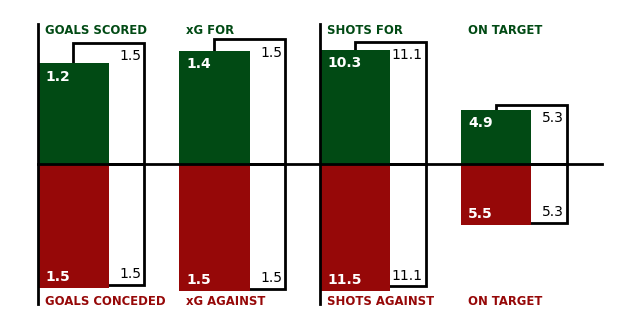 GOALS SCORED xG FOR SHOTS FOR ON TARGET
1.2 1.5 1.4 1.5 10.3 11.1 4.9 5.3
1.5 1.5 1.5 1.5 11.5 11.1 5.5 5.3
GOALS CONCEDED xG AGAINST SHOTS AGAINST ON TARGET